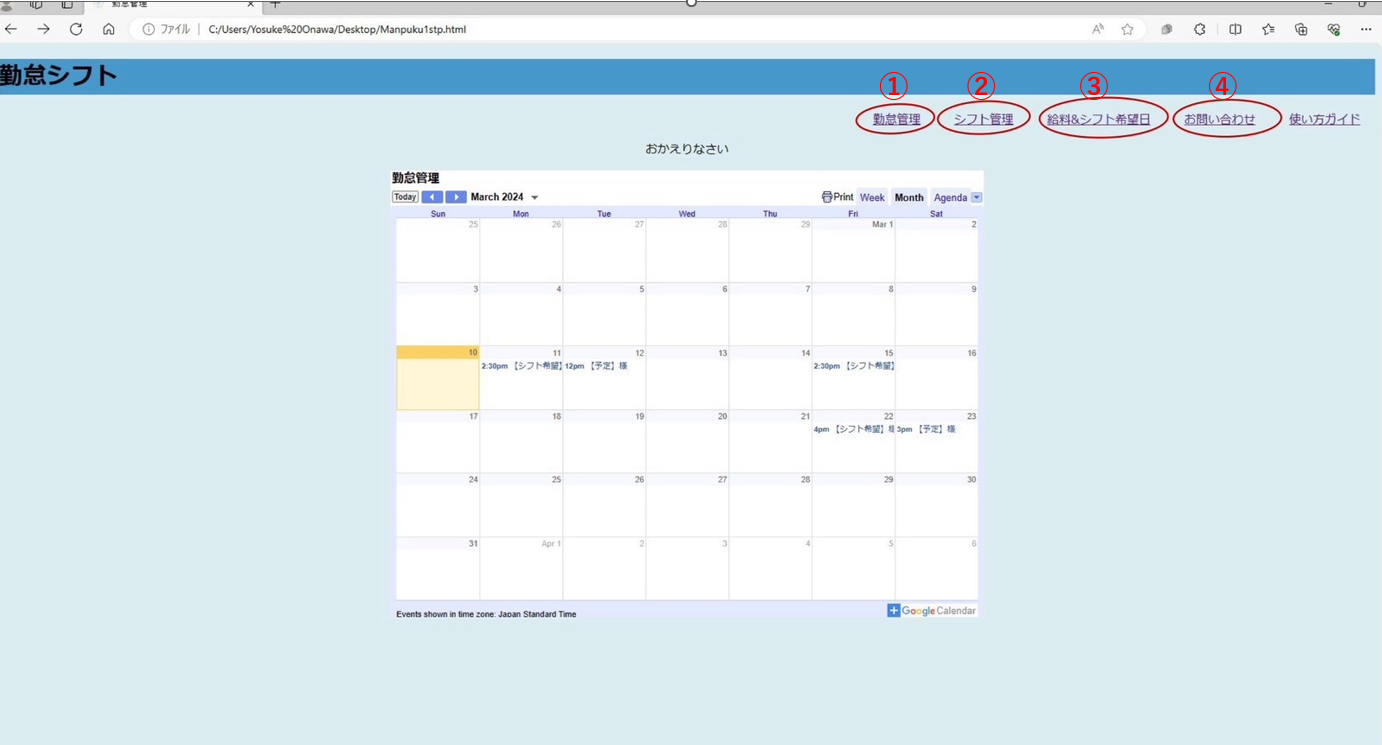 勤怠管理
ファイル | C:/Users/Yosuke%20Onawa/Desktop/Manpuku1stp.html
勤怠シフト
① ② ③ ④
勤怠管理 シフト管理 給料&シフト希望日 お問い合わせ 使い方ガイド
おかえりなさい
勤怠管理
Today March 2024 Print Week Month Agenda
Sun Mon Tue Wed Thu Fri Sat
25 26 27 28 29 Mar 1 2
3 4 5 6 7 8 9
10 11 12 13 14 15 16
2:30pm 【シフト希望】 12pm 【予定】様 2:30pm 【シフト希望】
17 18 19 20 21 22 23
4pm 【シフト希望】 3pm 【予定】様
24 25 26 27 28 29 30
31 Apr 1 2 3 4 5 6
Events shown in time zone: Japan Standard Time
Google Calendar